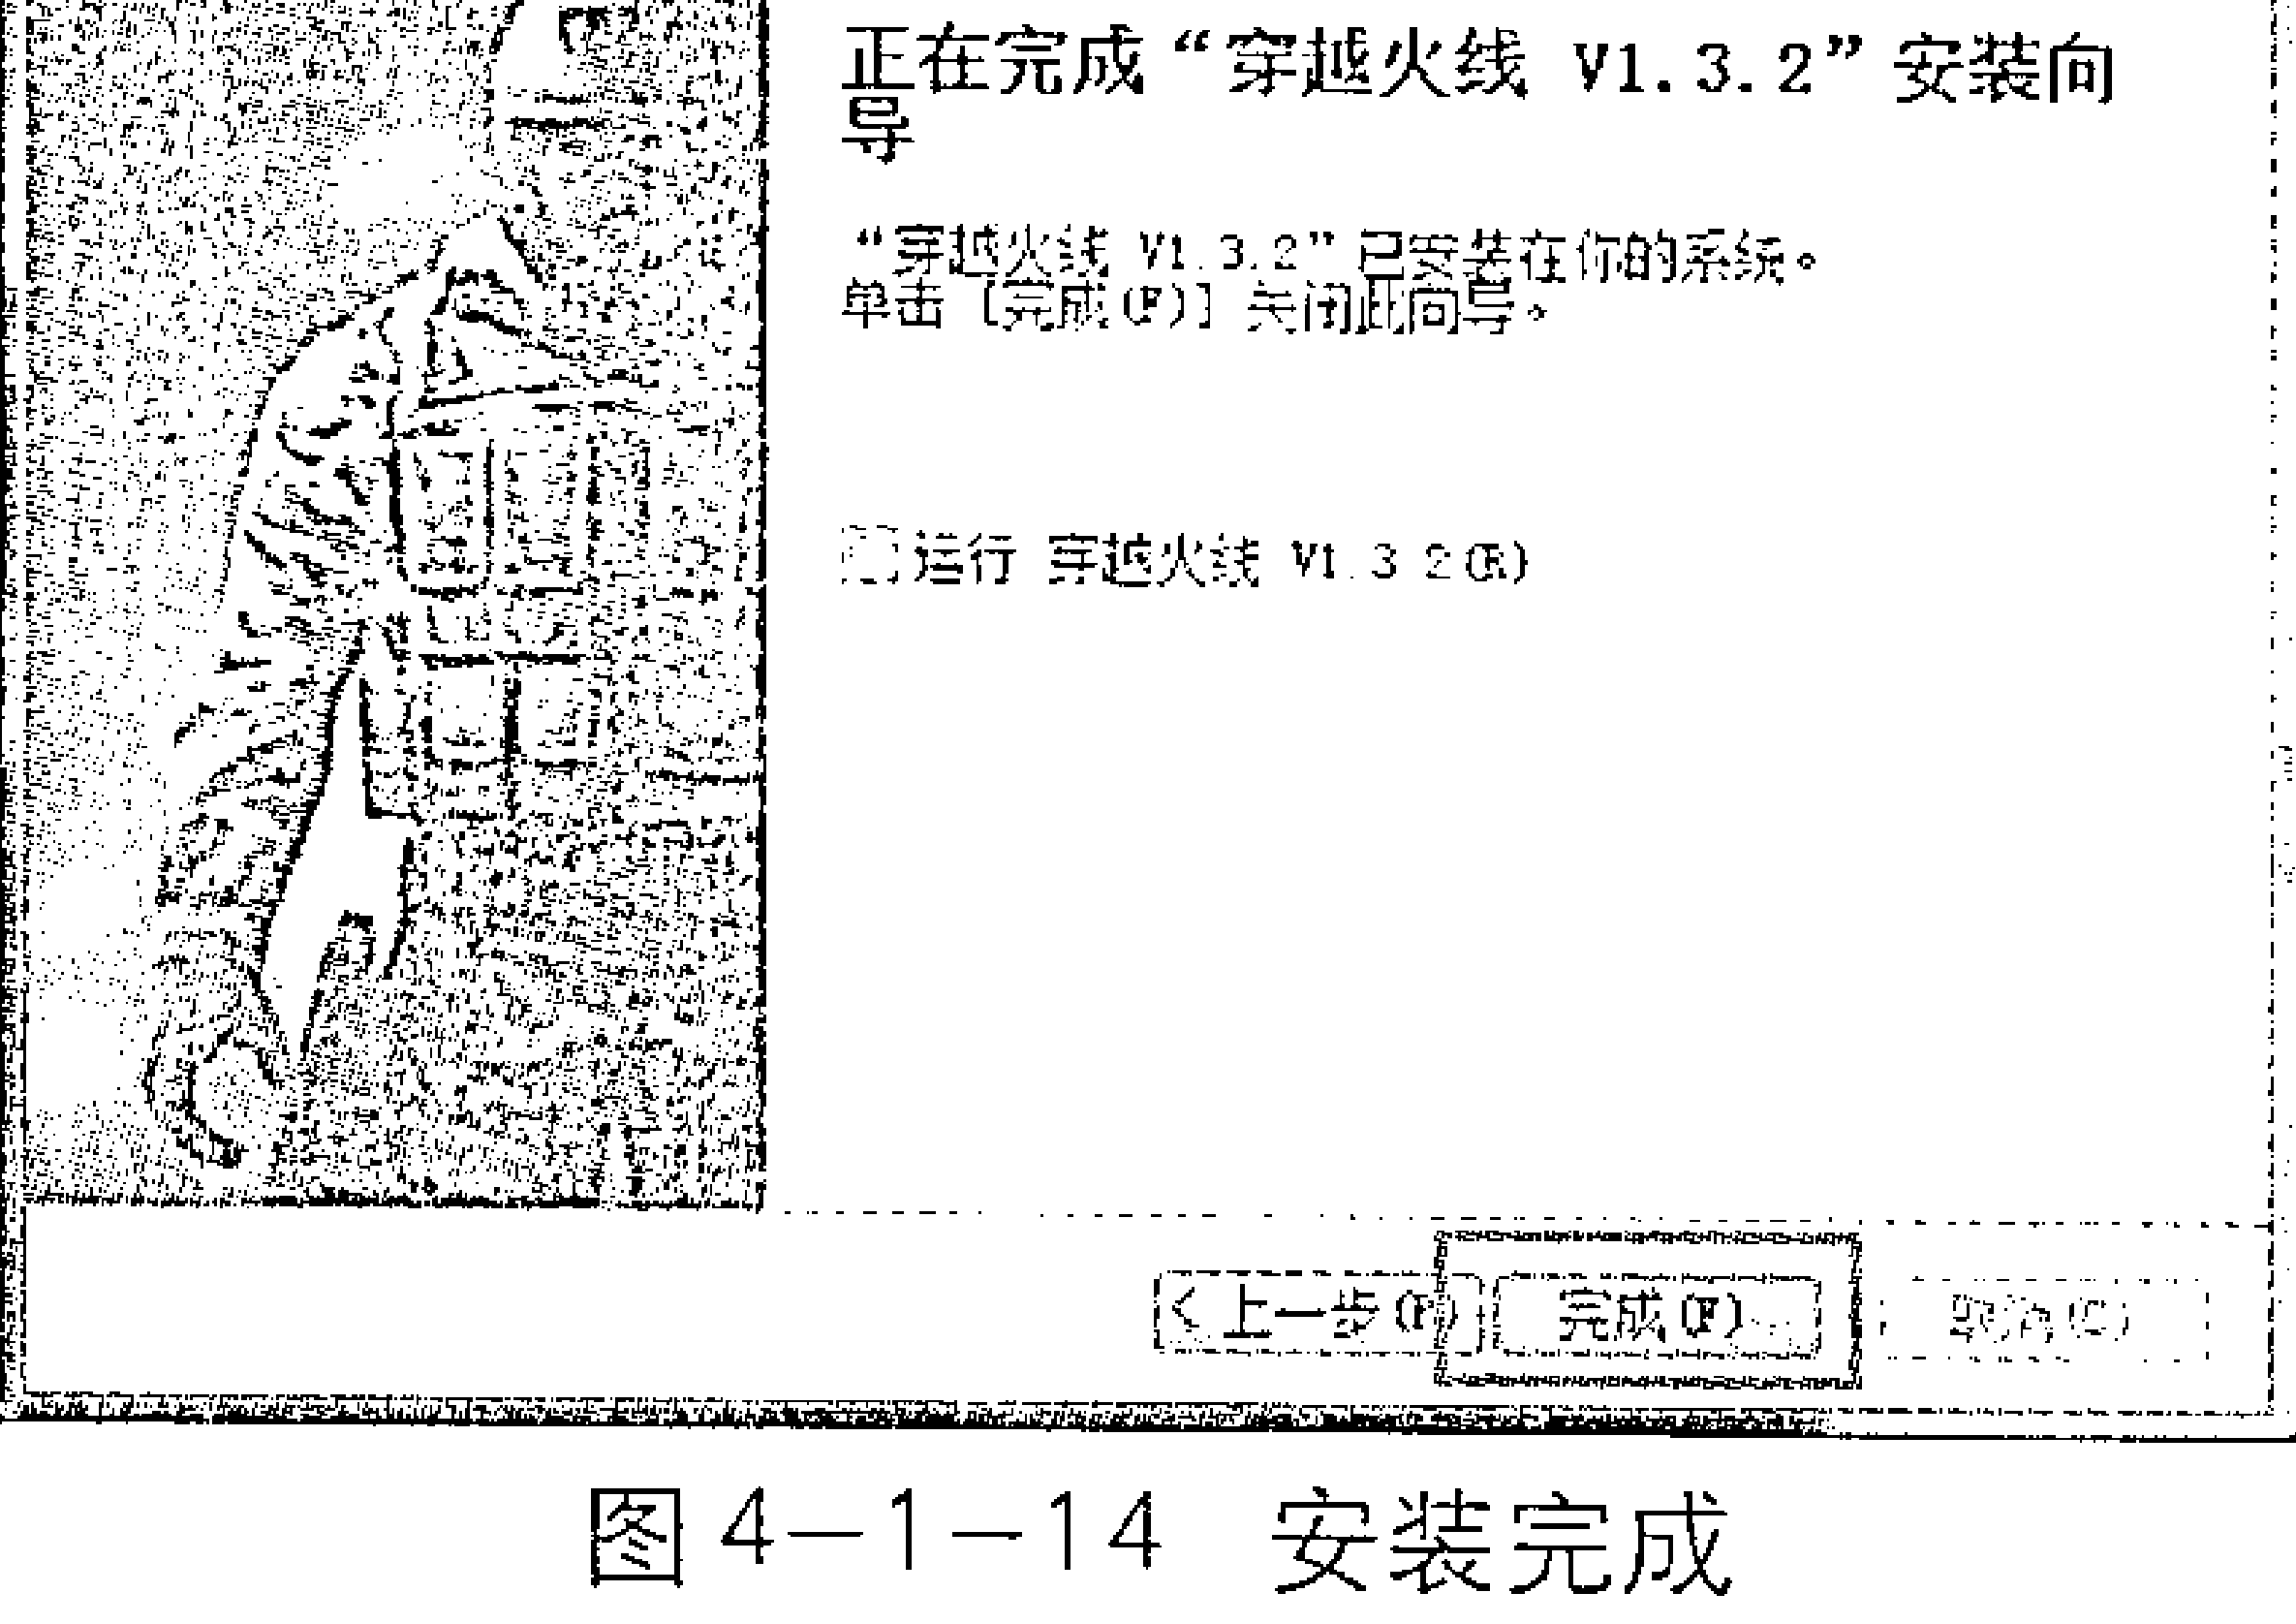 正在完成“穿越火线 V1.3.2”安装向
导
“穿越火线 V1.3.2”已安装在你的系统。
单击 [完成(F)] 关闭此向导。
运行 穿越火线 V1.3.2(R)
< 上一步(P) 完成(F) 取消(C)
图 4-1-14 安装完成